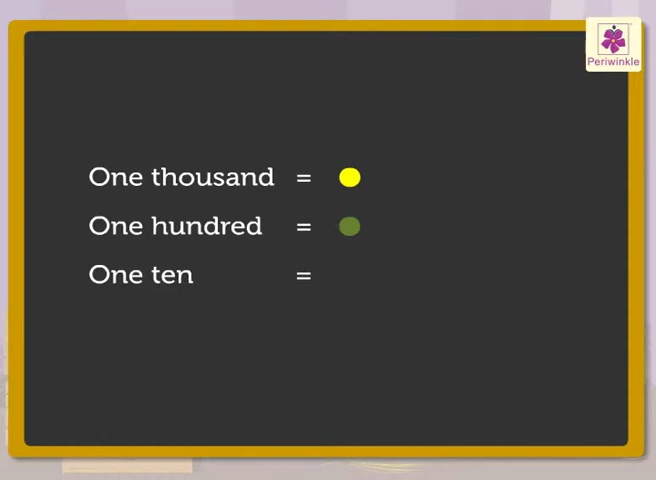 Periwinkle
One thousand =
One hundred =
One ten =